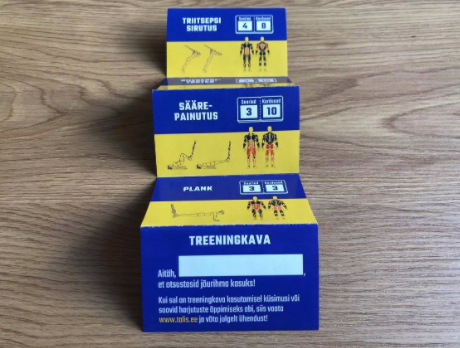 TRIITSEPSI
SIRUTUS
Seeriad Kordused
4 8
SÄÄRE-
PAINUTUS
Seeriad Kordused
3 10
PLANK
Seeriad Kordused
3 3
TREENINGKAVA
Aitäh,
et otsustasid jõurihma kasuks!
Kui sul on treeningkava kasutamisel küsimusi või
soovid harjutuste õppimiseks abi, siis vaata
www.talis.ee ja võta julgelt ühendust!